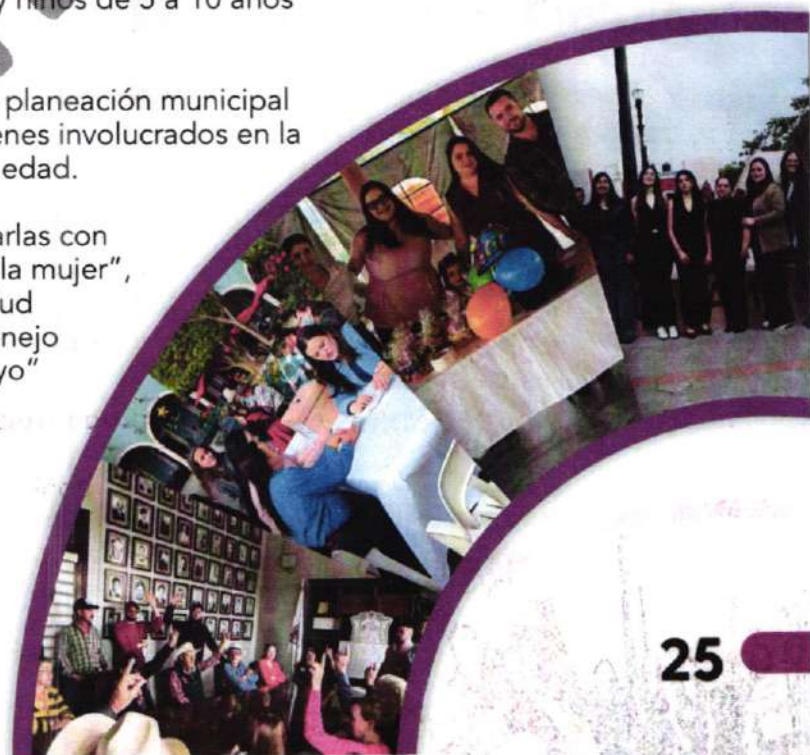 y niños de 5 a 10 años
planeación municipal
enes involucrados en la
edad.
arlas con
la mujer",
ud
nejo
yo"
25